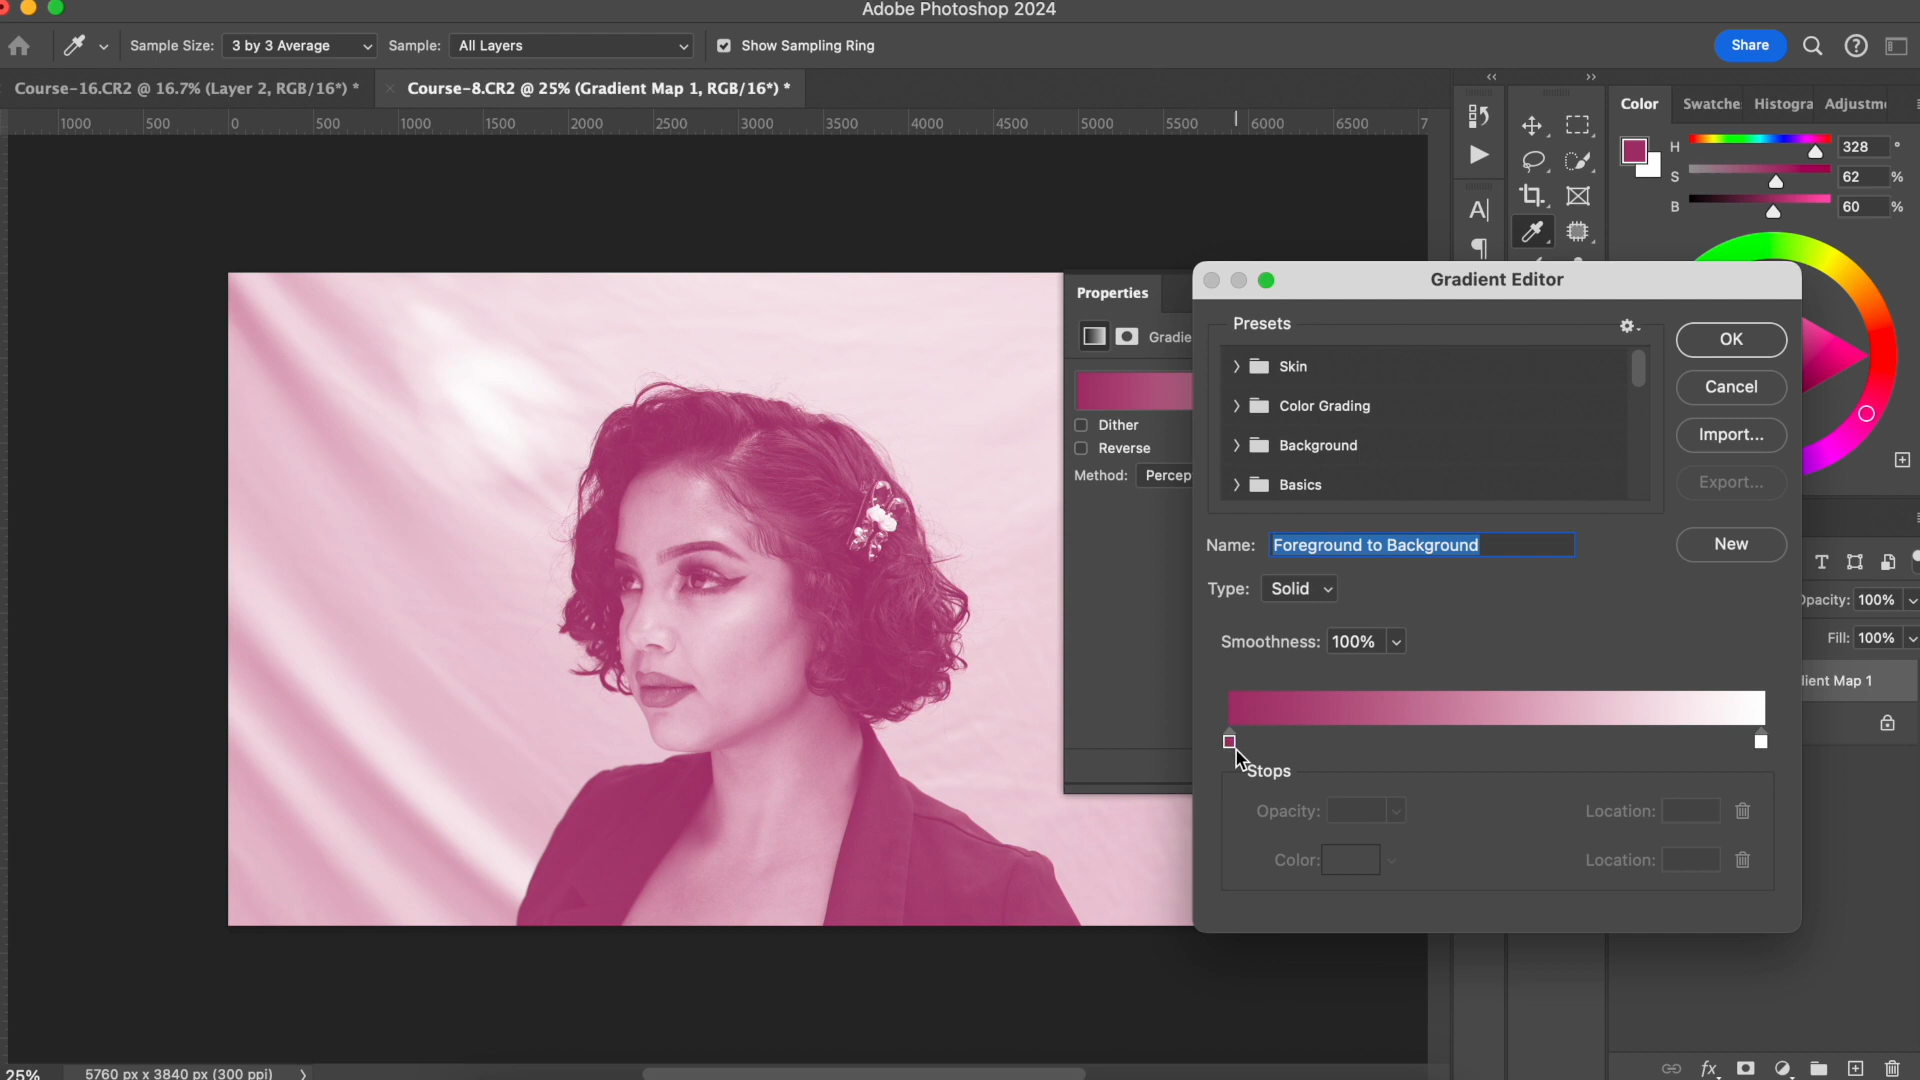 Adobe Photoshop 2024
Sample Size: 3 by 3 Average Sample: All Layers Show Sampling Ring
Share
Course-16.CR2 @ 16.7% (Layer 2, RGB/16*) *
Course-8.CR2 @ 25% (Gradient Map 1, RGB/16*) *
1000 500 0 500 1000 1500 2000 2500 3000 3500 4000 4500 5000 5500 6000 6500 7
Color Swatche Histogra Adjustm
H 328 °
S 62 %
B 60 %
Properties
Gradie
Dither
Reverse
Method: Percep
Gradient Editor
Presets
Skin
Color Grading
Background
Basics
OK
Cancel
Import...
Export...
New
Name: Foreground to Background
Type: Solid
Smoothness: 100%
Stops
Opacity:
Location:
Color:
Location:
Opacity: 100%
Fill: 100%
dient Map 1
fx
25%
5760 px x 3840 px (300 ppi)